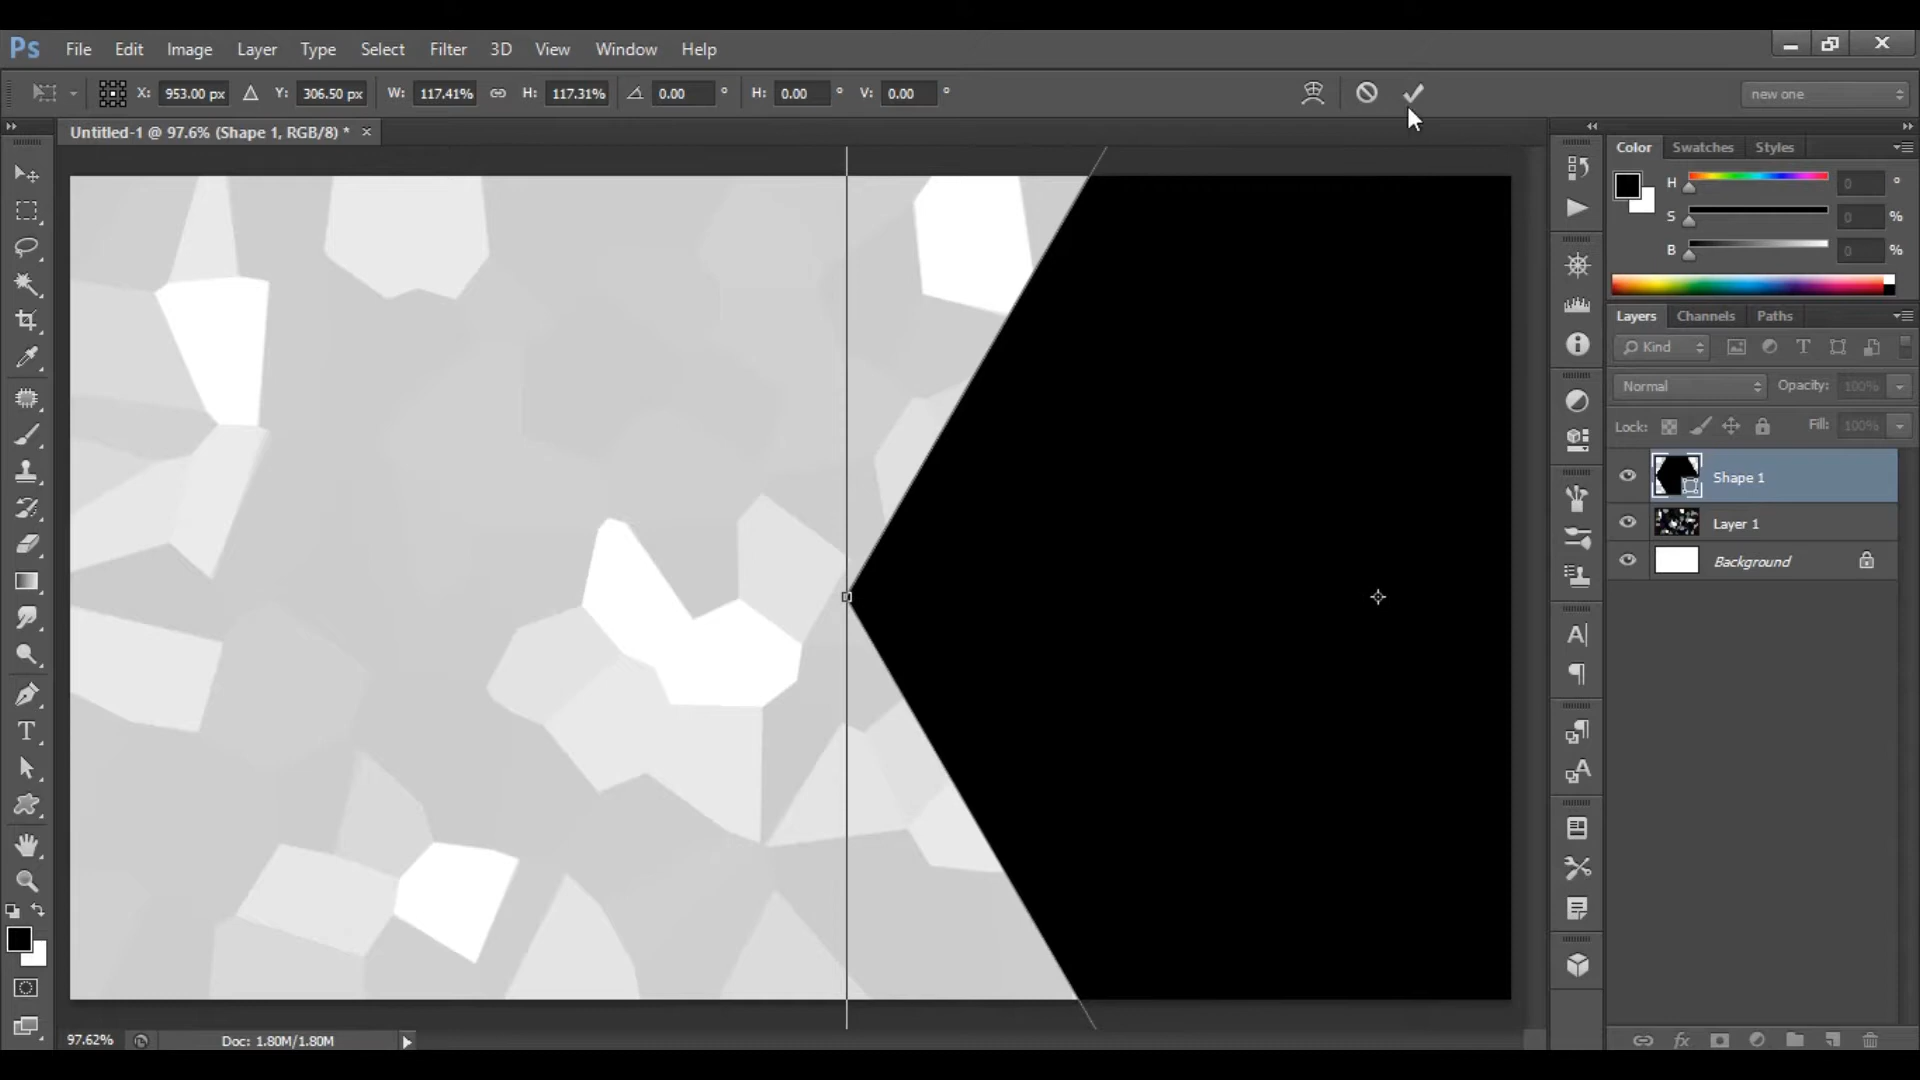 Ps File Edit Image Layer Type Select Filter 3D View Window Help
X: 953.00 px Y: 306.50 px W: 117.41% H: 117.31% 0.00 ° H: 0.00 ° V: 0.00 ° new one
Untitled-1 @ 97.6% (Shape 1, RGB/8) * ×
Color Swatches Styles
H 0 °
S 0 %
B 0 %
Layers Channels Paths
Kind
Normal Opacity: 100%
Lock: Fill: 100%
Shape 1
Layer 1
Background
97.62% Doc: 1.80M/1.80M